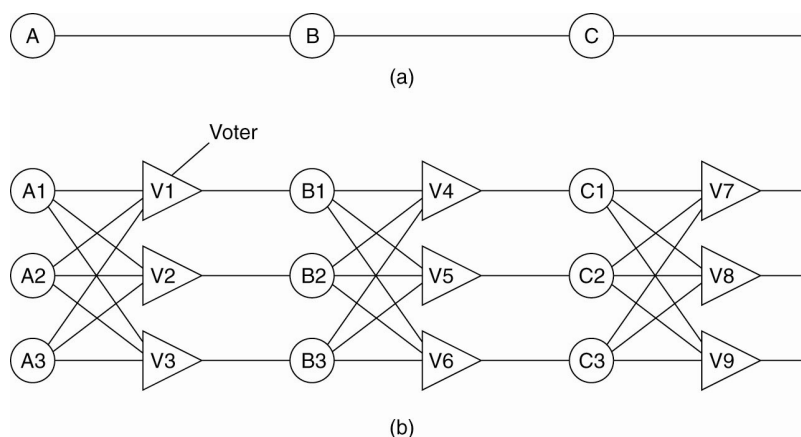 A B C
(a)
Voter
A1 V1 B1 V4 C1 V7
A2 V2 B2 V5 C2 V8
A3 V3 B3 V6 C3 V9
(b)